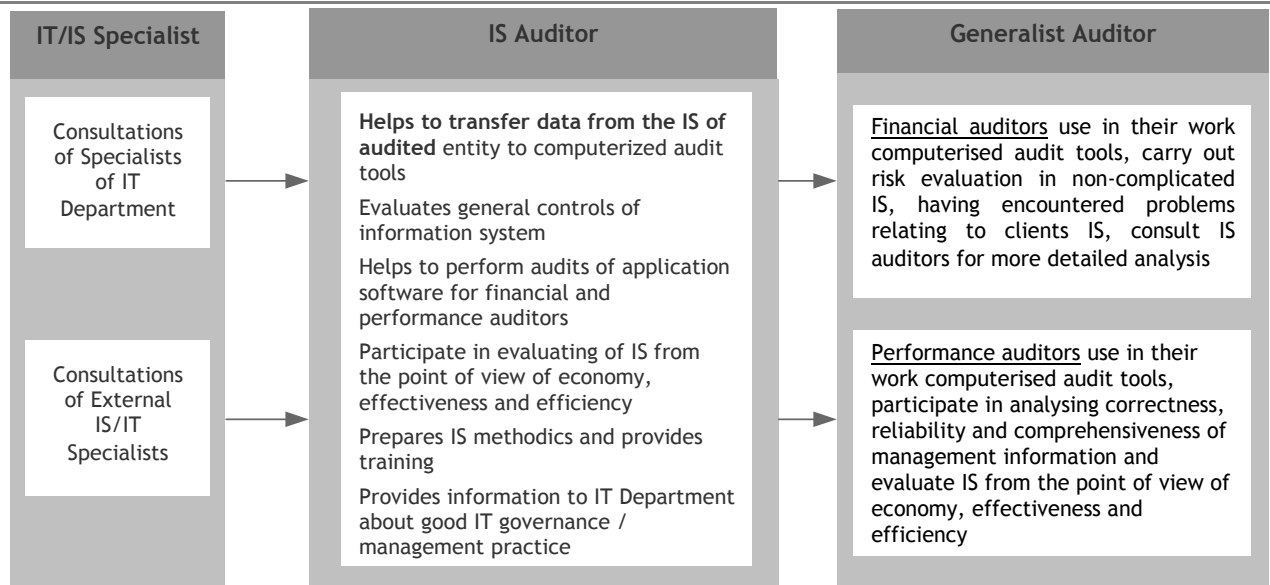 IT/IS Specialist
IS Auditor
Generalist Auditor
Consultations
of Specialists
of IT
Department
Consultations
of External
IS/IT
Specialists
Helps to transfer data from the IS of
audited entity to computerized audit
tools
Evaluates general controls of
information system
Helps to perform audits of application
software for financial and
performance auditors
Participate in evaluating of IS from
the point of view of economy,
effectiveness and efficiency
Prepares IS methodics and provides
training
Provides information to IT Department
about good IT governance /
management practice
Financial auditors use in their work
computerised audit tools, carry out
risk evaluation in non-complicated
IS, having encountered problems
relating to clients IS, consult IS
auditors for more detailed analysis
Performance auditors use in their
work computerised audit tools,
participate in analysing correctness,
reliability and comprehensiveness of
management information and
evaluate IS from the point of view of
economy, effectiveness and
efficiency